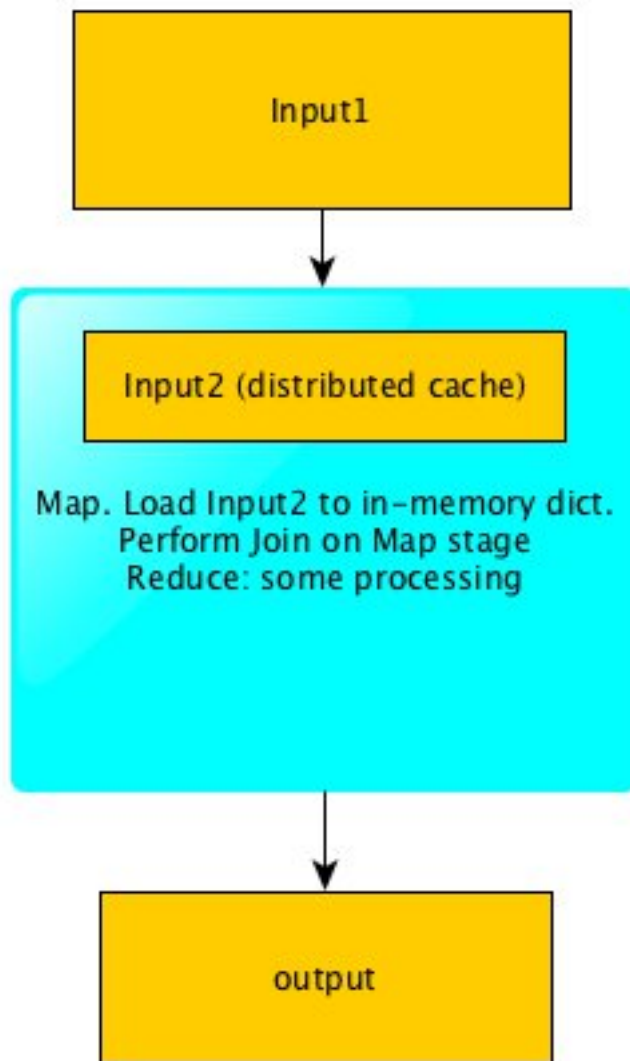 Input1
Input2 (distributed cache)
Map. Load Input2 to in-memory dict.
Perform Join on Map stage
Reduce: some processing
output